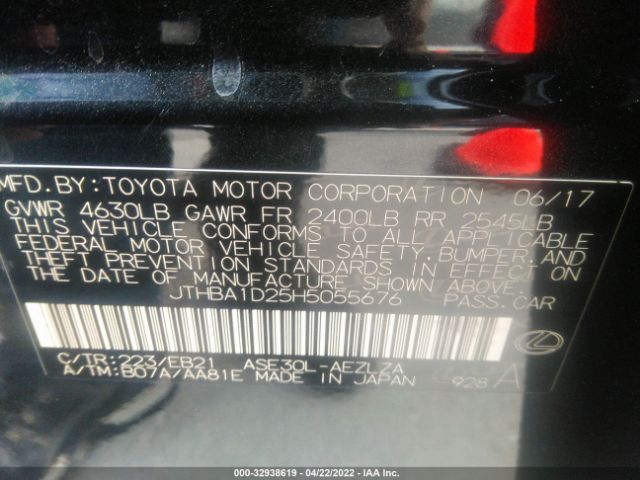 MFD.BY:TOYOTA MOTOR CORPORATION 06/17
GVWR 4630LB GAWR FR 2400LB RR 2545LB
THIS VEHICLE CONFORMS TO ALL APPLICABLE
FEDERAL MOTOR VEHICLE SAFETY, BUMPER, AND
THEFT PREVENTION STANDARDS IN EFFECT ON
THE DATE OF MANUFACTURE SHOWN ABOVE.
JTHBA1D25H5055676 PASS.CAR
C/TR:223/EB21 ASE30L-AEZLZA
A/TM:B07A/AA81E MADE IN JAPAN 928 A
000-32938619 - 04/22/2022 - IAA Inc.